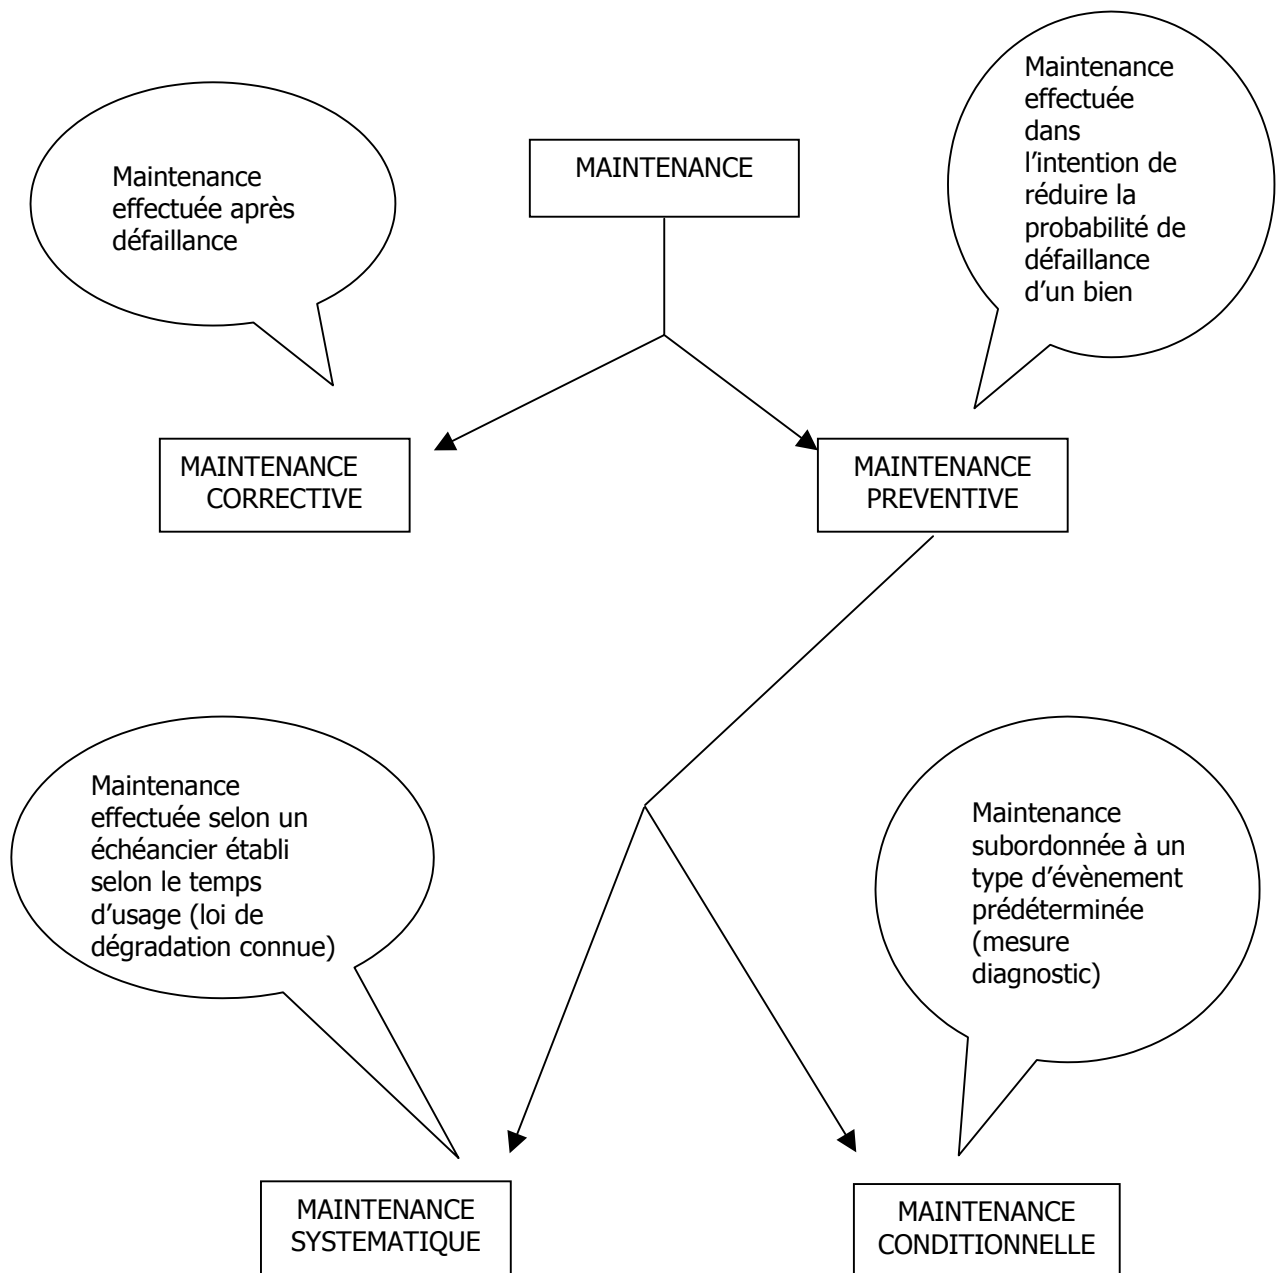 MAINTENANCE
Maintenance
effectuée après
défaillance
Maintenance
effectuée
dans
l’intention de
réduire la
probabilité de
défaillance
d’un bien
MAINTENANCE
CORRECTIVE
MAINTENANCE
PREVENTIVE
Maintenance
effectuée selon un
échéancier établi
selon le temps
d’usage (loi de
dégradation connue)
Maintenance
subordonnée à un
type d’évènement
prédéterminée
(mesure
diagnostic)
MAINTENANCE
SYSTEMATIQUE
MAINTENANCE
CONDITIONNELLE